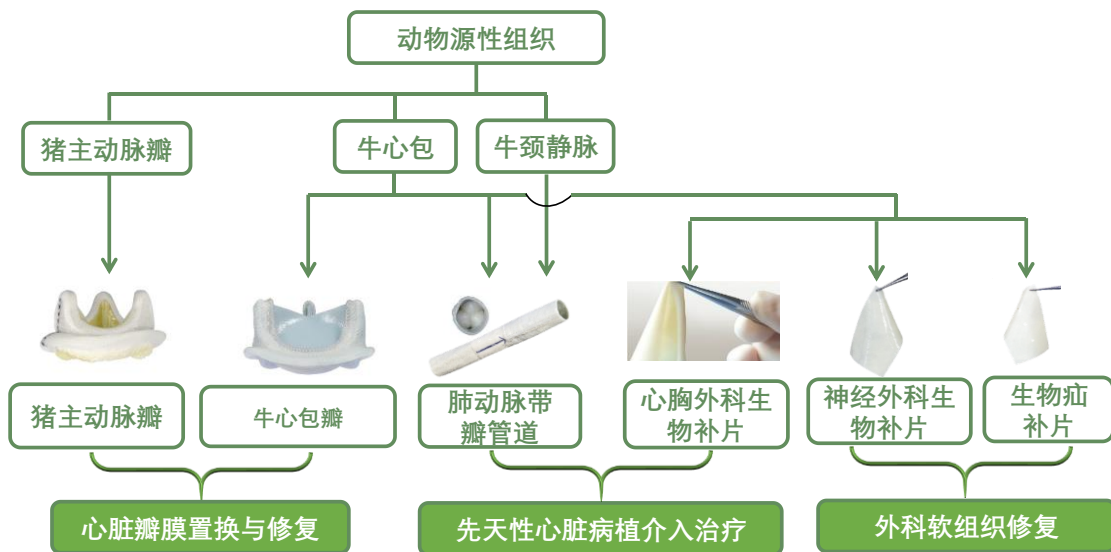 动物源性组织
猪主动脉瓣
牛心包
牛颈静脉
猪主动脉瓣
牛心包瓣
肺动脉带
瓣管道
心胸外科生
物补片
神经外科生
物补片
生物疝
补片
心脏瓣膜置换与修复
先天性心脏病植介入治疗
外科软组织修复